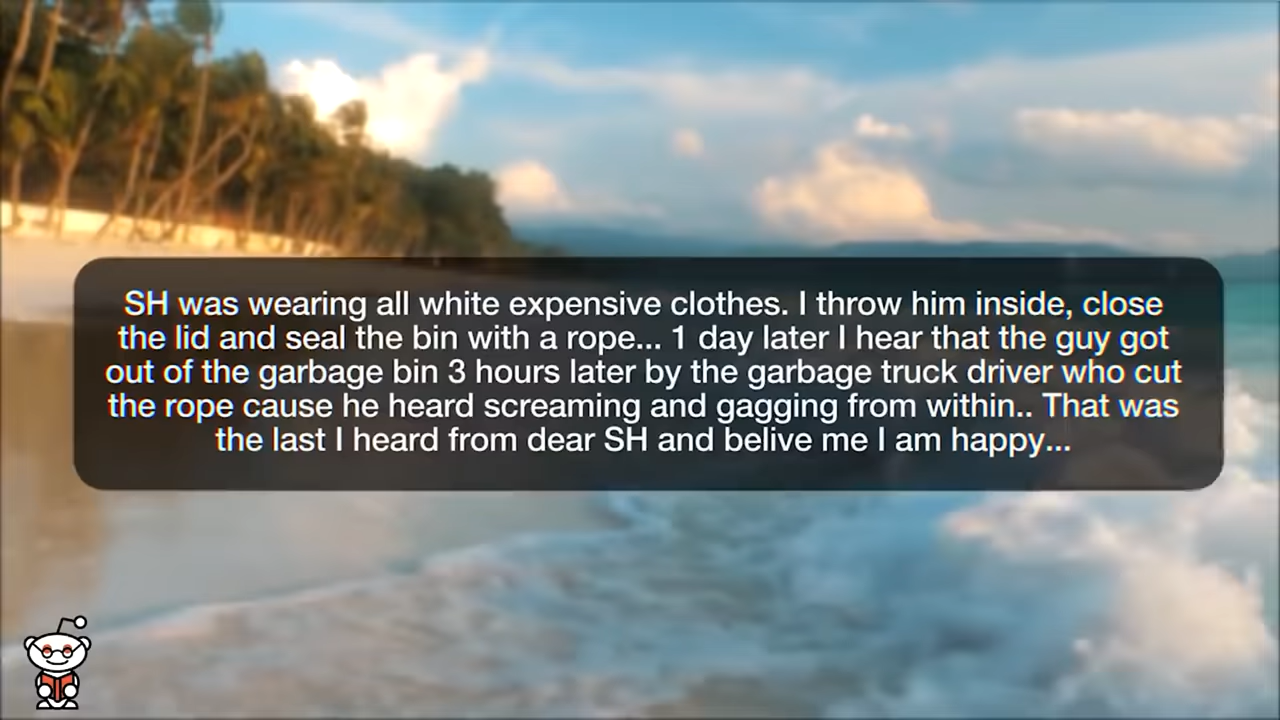 SH was wearing all white expensive clothes. I throw him inside, close
the lid and seal the bin with a rope... 1 day later I hear that the guy got
out of the garbage bin 3 hours later by the garbage truck driver who cut
the rope cause he heard screaming and gagging from within.. That was
the last I heard from dear SH and belive me I am happy...